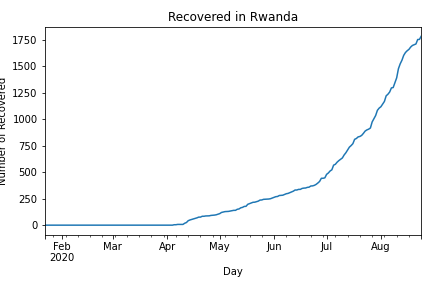 Recovered in Rwanda
1750
1500
1250
1000
750
500
250
0
Number of Recovered
Feb
2020
Mar
Apr
May
Jun
Jul
Aug
Day